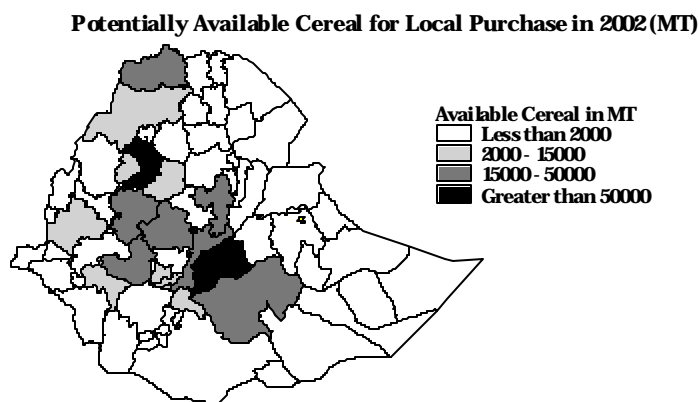 Potentially Available Cereal for Local Purchase in 2002 (MT)
Available Cereal in MT
Less than 2000
2000 - 15000
15000 - 50000
Greater than 50000